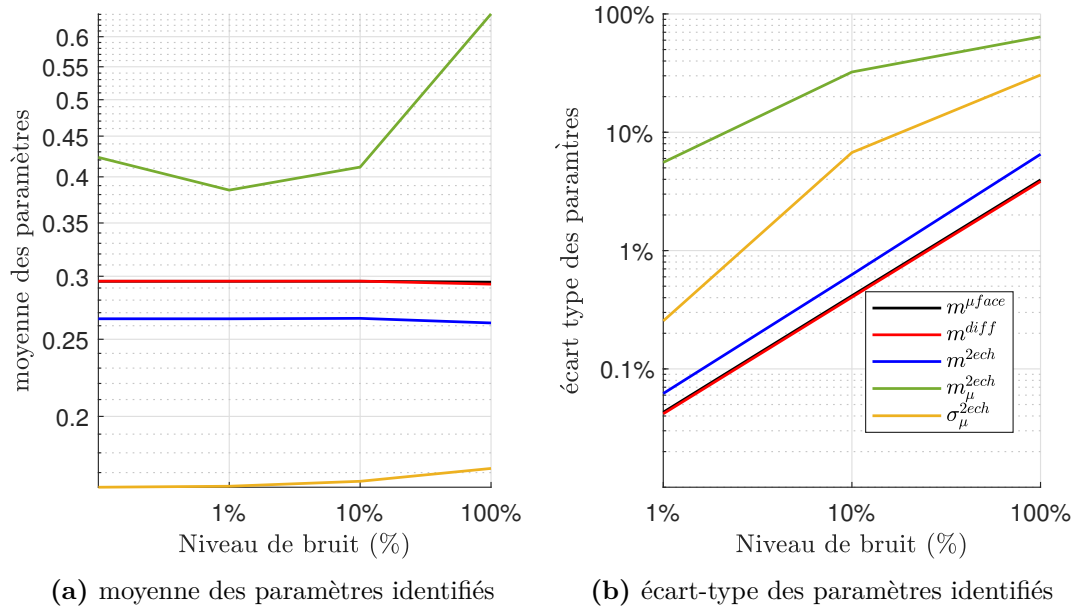 moyenne des paramètres
0.6
0.55
0.5
0.45
0.4
0.35
0.3
0.25
0.2
1%
10%
100%
Niveau de bruit (%)
(a) moyenne des paramètres identifiés
écart type des paramtres
100%
10%
1%
0.1%
m^{μface}
m^{diff}
m^{2ech}
m_μ^{2ech}
σ_μ^{2ech}
1%
10%
100%
Niveau de bruit (%)
(b) écart-type des paramètres identifiés